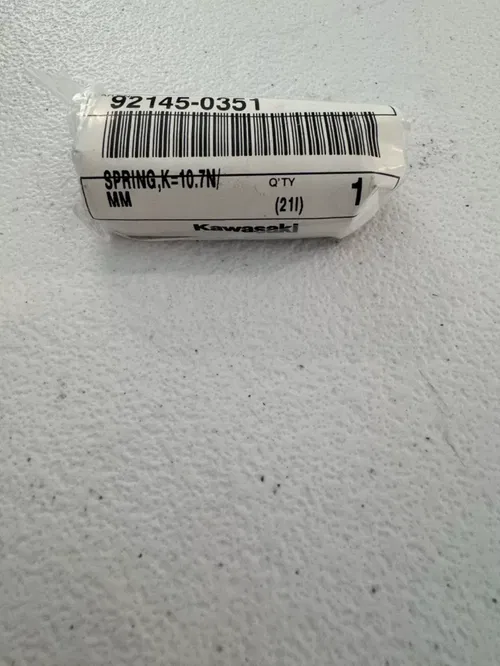 92145-0351
SPRING,K=10.7N/
MM
Q'TY
(21I)
1
Kawasaki